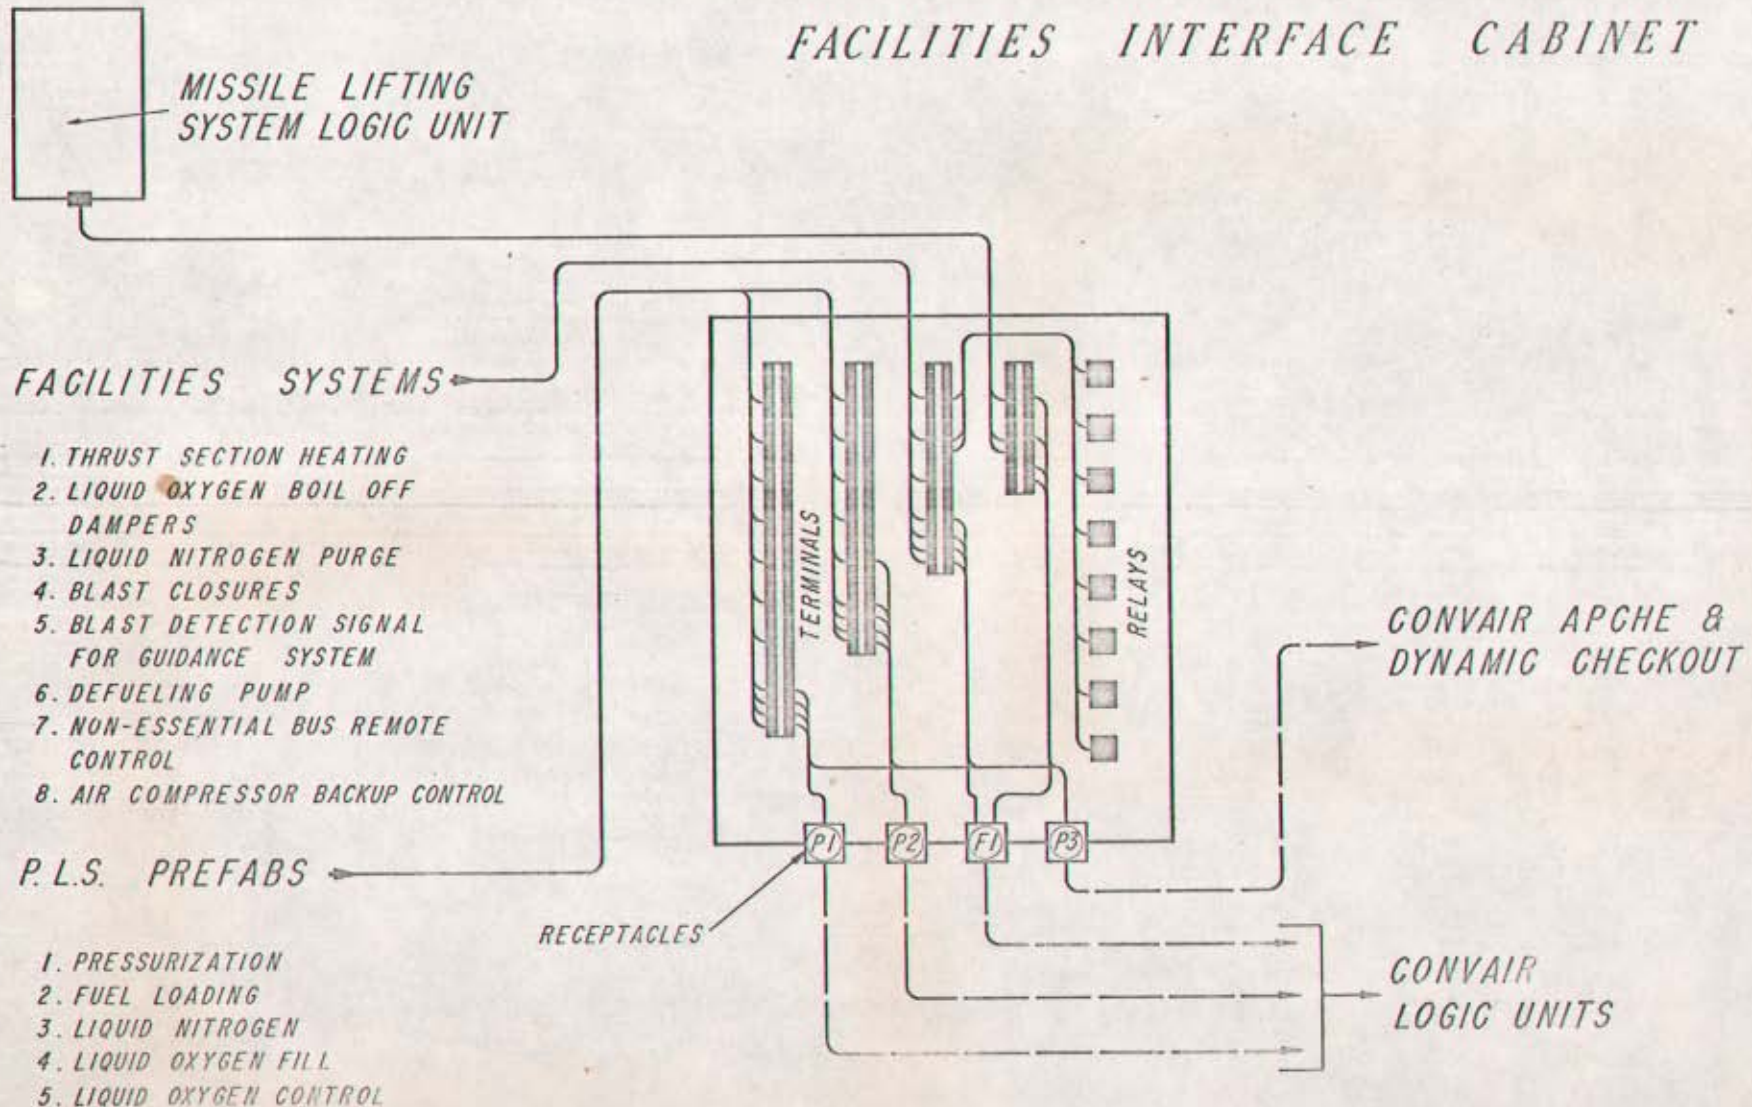 FACILITIES INTERFACE CABINET
MISSILE LIFTING
SYSTEM LOGIC UNIT
FACILITIES SYSTEMS
1. THRUST SECTION HEATING
2. LIQUID OXYGEN BOIL OFF
DAMPERS
3. LIQUID NITROGEN PURGE
4. BLAST CLOSURES
5. BLAST DETECTION SIGNAL
FOR GUIDANCE SYSTEM
6. DEFUELING PUMP
7. NON-ESSENTIAL BUS REMOTE
CONTROL
8. AIR COMPRESSOR BACKUP CONTROL
P.L.S. PREFABS
1. PRESSURIZATION
2. FUEL LOADING
3. LIQUID NITROGEN
4. LIQUID OXYGEN FILL
5. LIQUID OXYGEN CONTROL
TERMINALS
RELAYS
P1
P2
F1
P3
RECEPTACLES
CONVAIR APCHE &
DYNAMIC CHECKOUT
CONVAIR
LOGIC UNITS